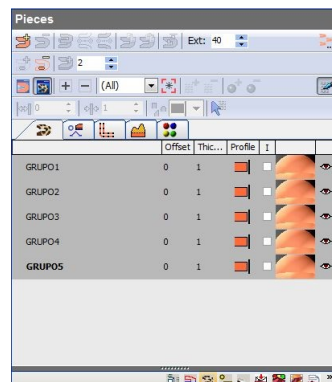 Pieces
Ext: 40
2
(All)
0 1
Offset Thic... Profile I
GRUPO1 0 1
GRUPO2 0 1
GRUPO3 0 1
GRUPO4 0 1
GRUPO5 0 1